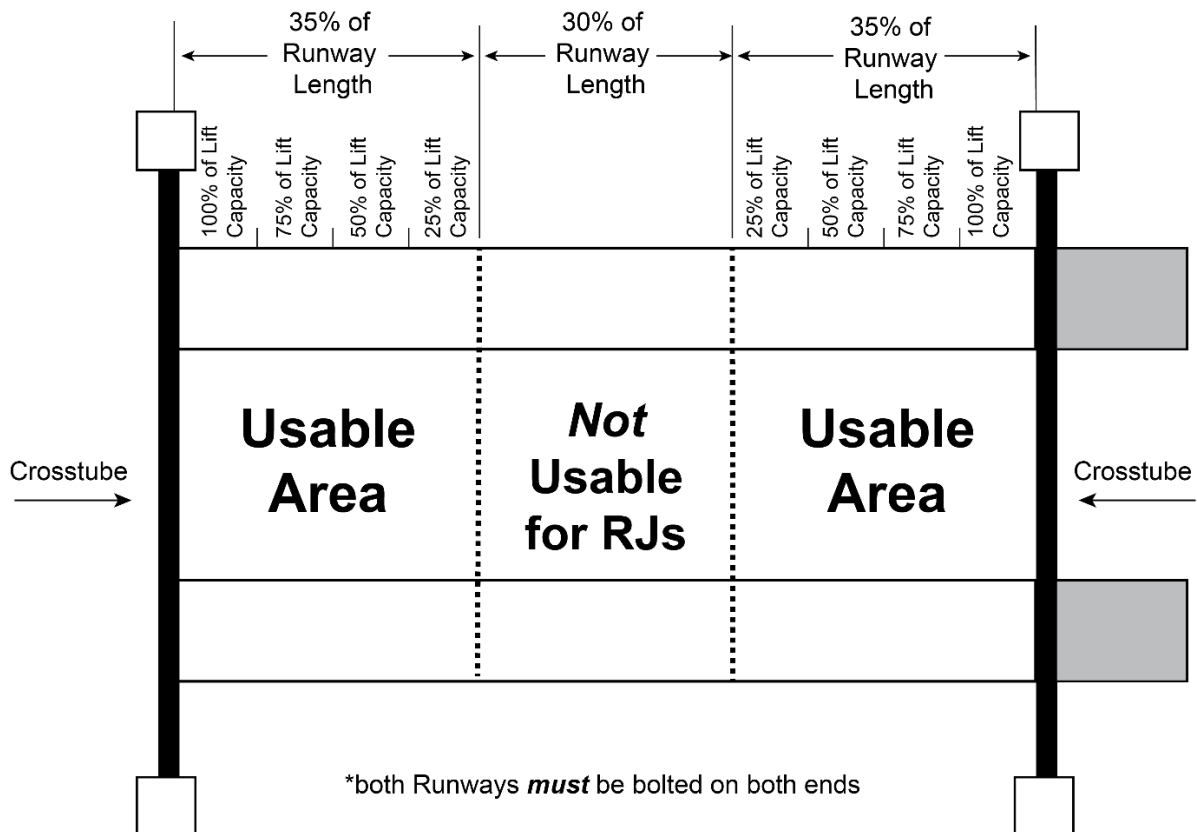 35% of
Runway
Length
30% of
Runway
Length
35% of
Runway
Length
100% of Lift
Capacity
75% of Lift
Capacity
50% of Lift
Capacity
25% of Lift
Capacity
25% of Lift
Capacity
50% of Lift
Capacity
75% of Lift
Capacity
100% of Lift
Capacity
Usable
Area
Not
Usable
for RJs
Usable
Area
Crosstube
Crosstube
*both Runways must be bolted on both ends